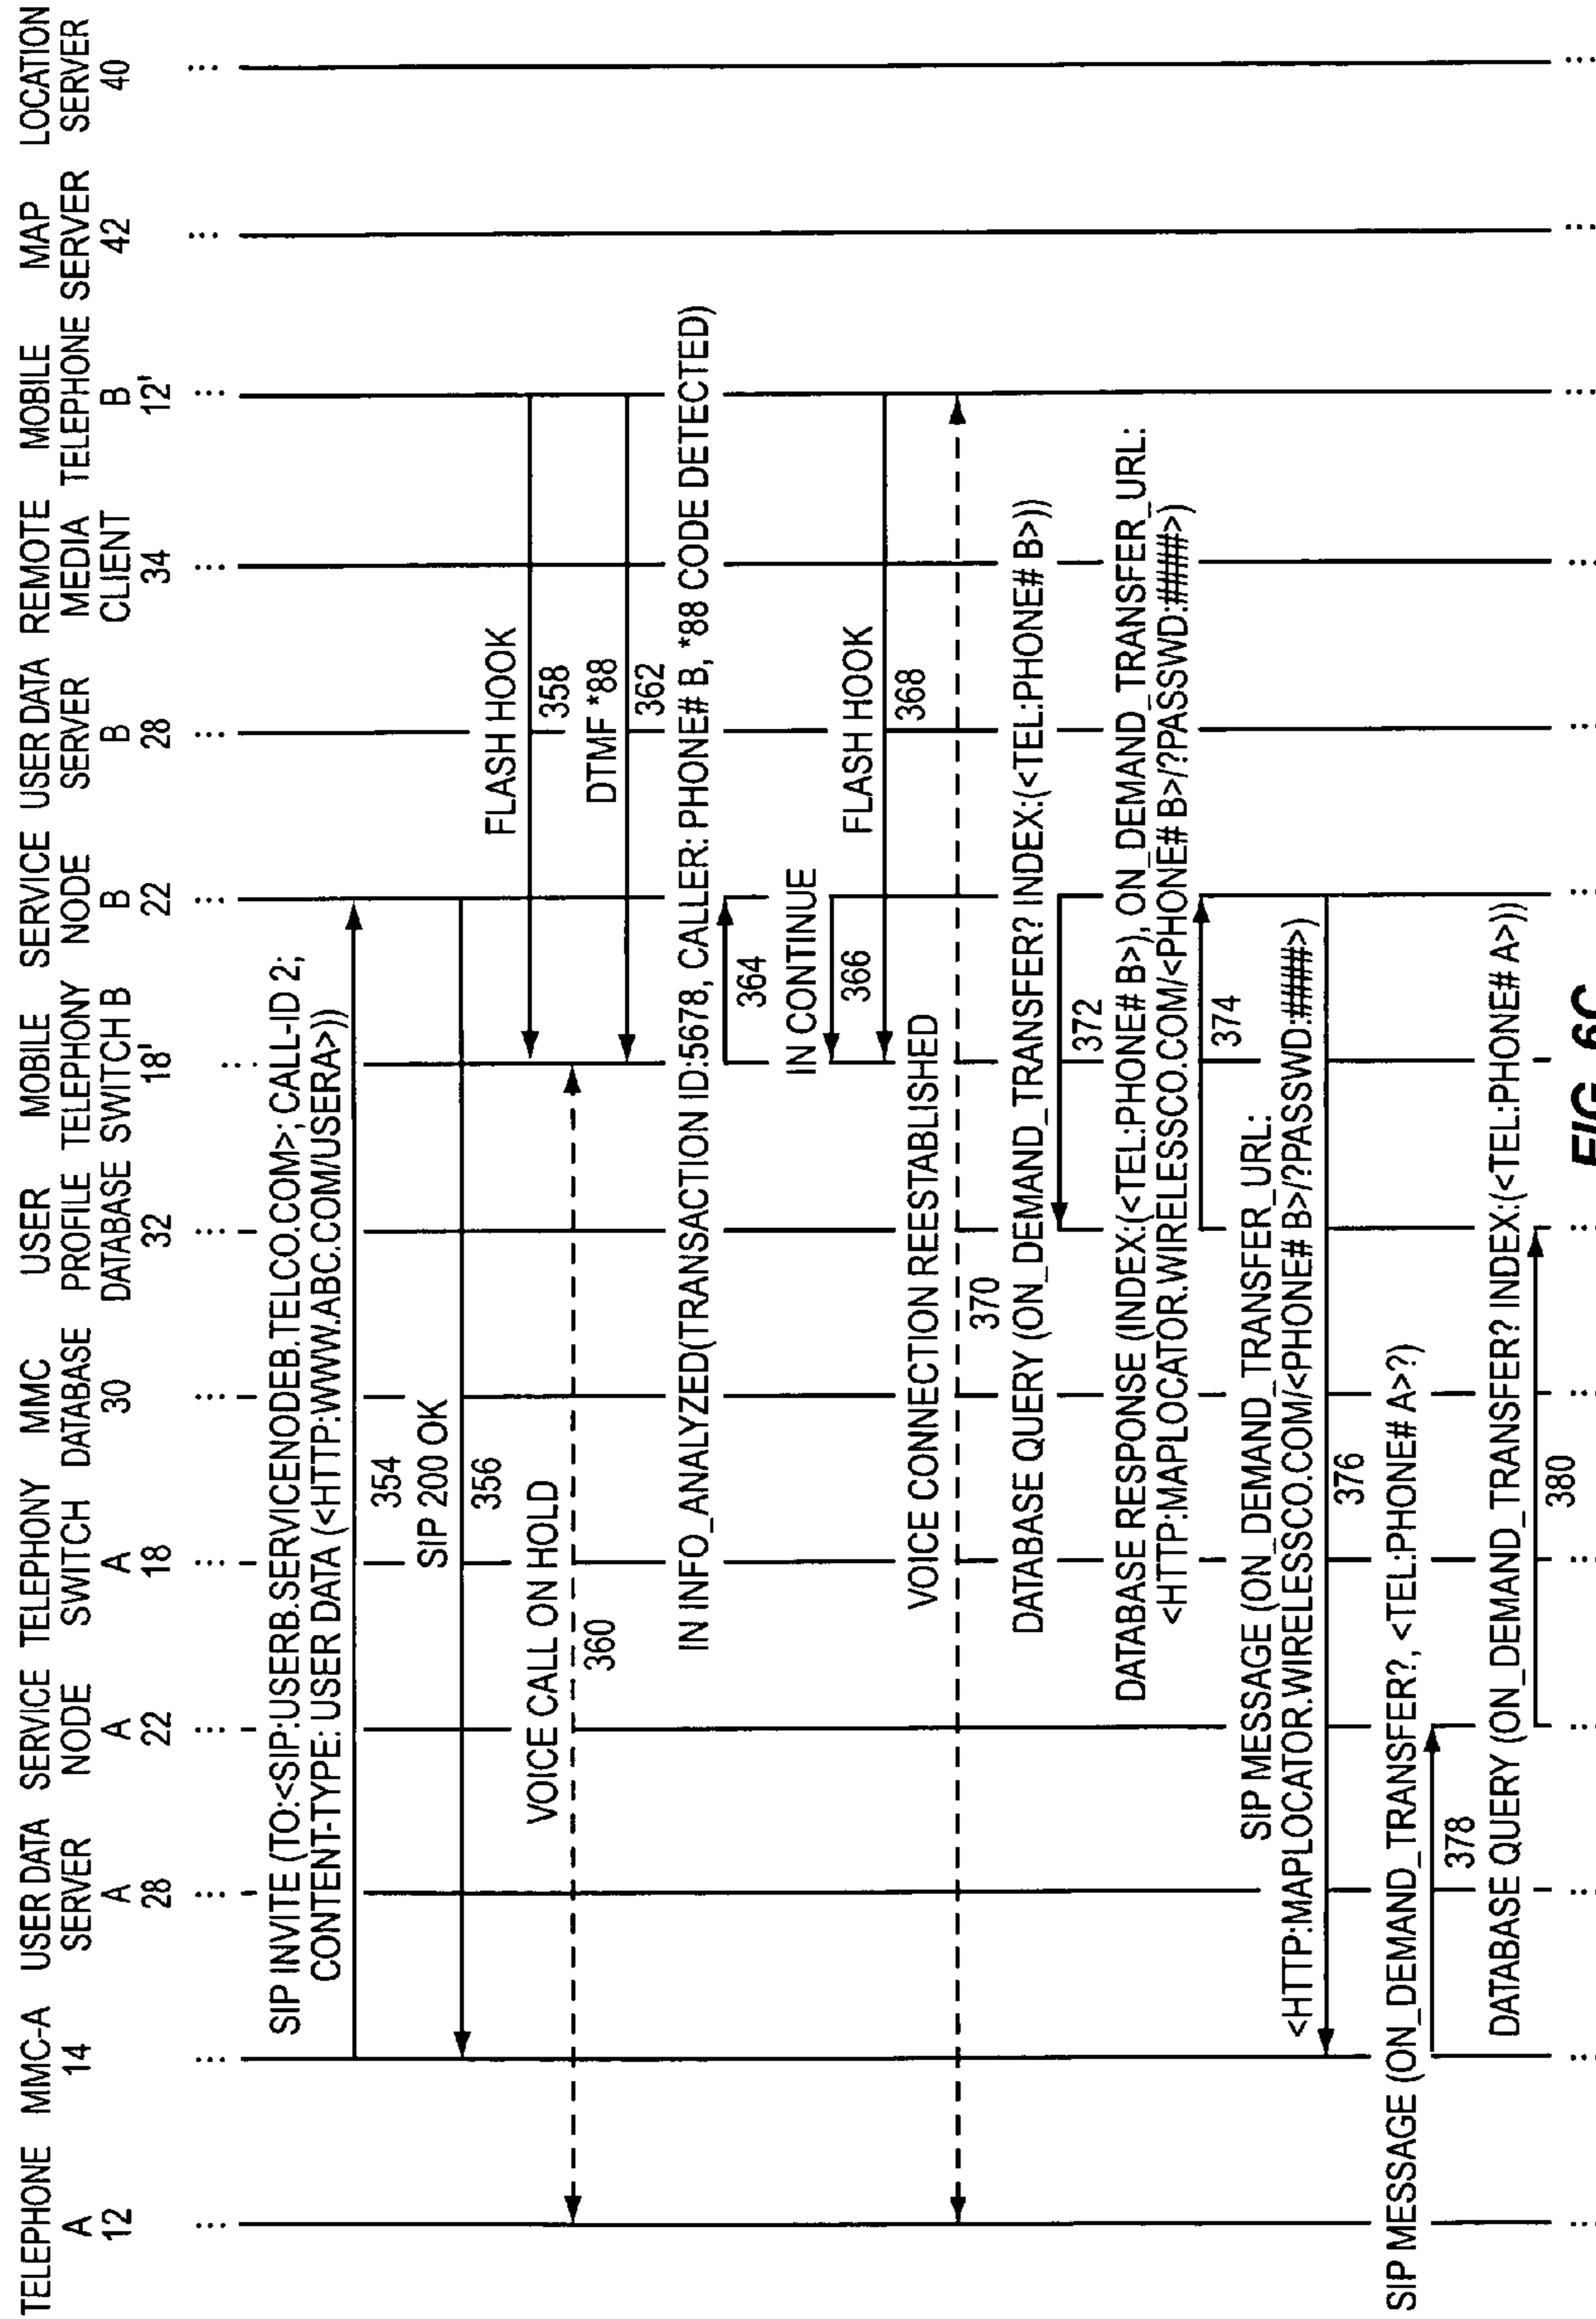 TELEPHONE
A
12
MMC-A
14
USER DATA
SERVER
A
28
SERVICE
NODE
A
22
TELEPHONY
SWITCH
A
18
MMC
DATABASE
30
USER
PROFILE
DATABASE
32
MOBILE
TELEPHONY
SWITCH B
18'
SERVICE
NODE
B
22
USER DATA
SERVER
B
28
REMOTE
MEDIA
CLIENT
34
MOBILE
TELEPHONE
B
12'
MAP
SERVER
42
LOCATION
SERVER
40
SIP INVITE (TO:<SIP:USERB.SERVICENODEB.TELCO.COM>; CALL-ID 2;
CONTENT-TYPE: USER DATA (<HTTP:WWW.ABC.COM/USERA>))
354
SIP 200 OK
356
FLASH HOOK
358
VOICE CALL ON HOLD
360
DTMF *88
362
IN INFO_ANALYZED(TRANSACTION ID:5678, CALLER: PHONE# B, *88 CODE DETECTED)
364
IN CONTINUE
366
FLASH HOOK
368
VOICE CONNECTION REESTABLISHED
370
DATABASE QUERY (ON_DEMAND_TRANSFER? INDEX:(<TEL:PHONE# B>))
372
DATABASE RESPONSE (INDEX:(<TEL:PHONE# B>), ON_DEMAND_TRANSFER_URL:
<HTTP:MAPLOCATOR.WIRELESSCO.COM/<PHONE# B>/?PASSWD:####>)
374
SIP MESSAGE (ON_DEMAND_TRANSFER_URL:
<HTTP:MAPLOCATOR.WIRELESSCO.COM/<PHONE# B>/?PASSWD:####>)
376
SIP MESSAGE (ON_DEMAND_TRANSFER?, <TEL:PHONE# A>?)
378
DATABASE QUERY (ON_DEMAND_TRANSFER? INDEX:(<TEL:PHONE# A>))
380
FIG. 6C